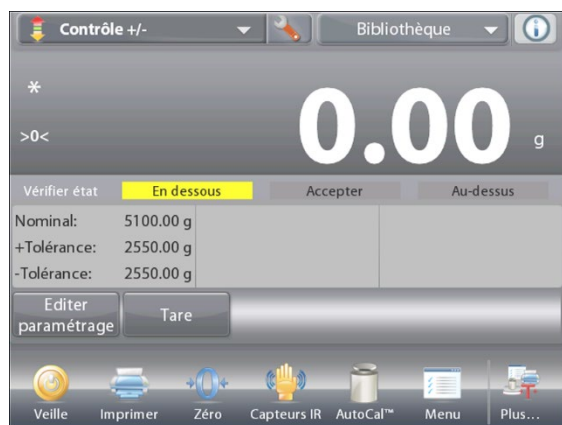 Contrôle +/-
Bibliothèque
*
>0<
0.00 g
Vérifier état En dessous Accepter Au-dessus
Nominal: 5100.00 g
+Tolérance: 2550.00 g
-Tolérance: 2550.00 g
Editer
paramétrage
Tare
Veille Imprimer Zéro Capteurs IR AutoCal™ Menu Plus...